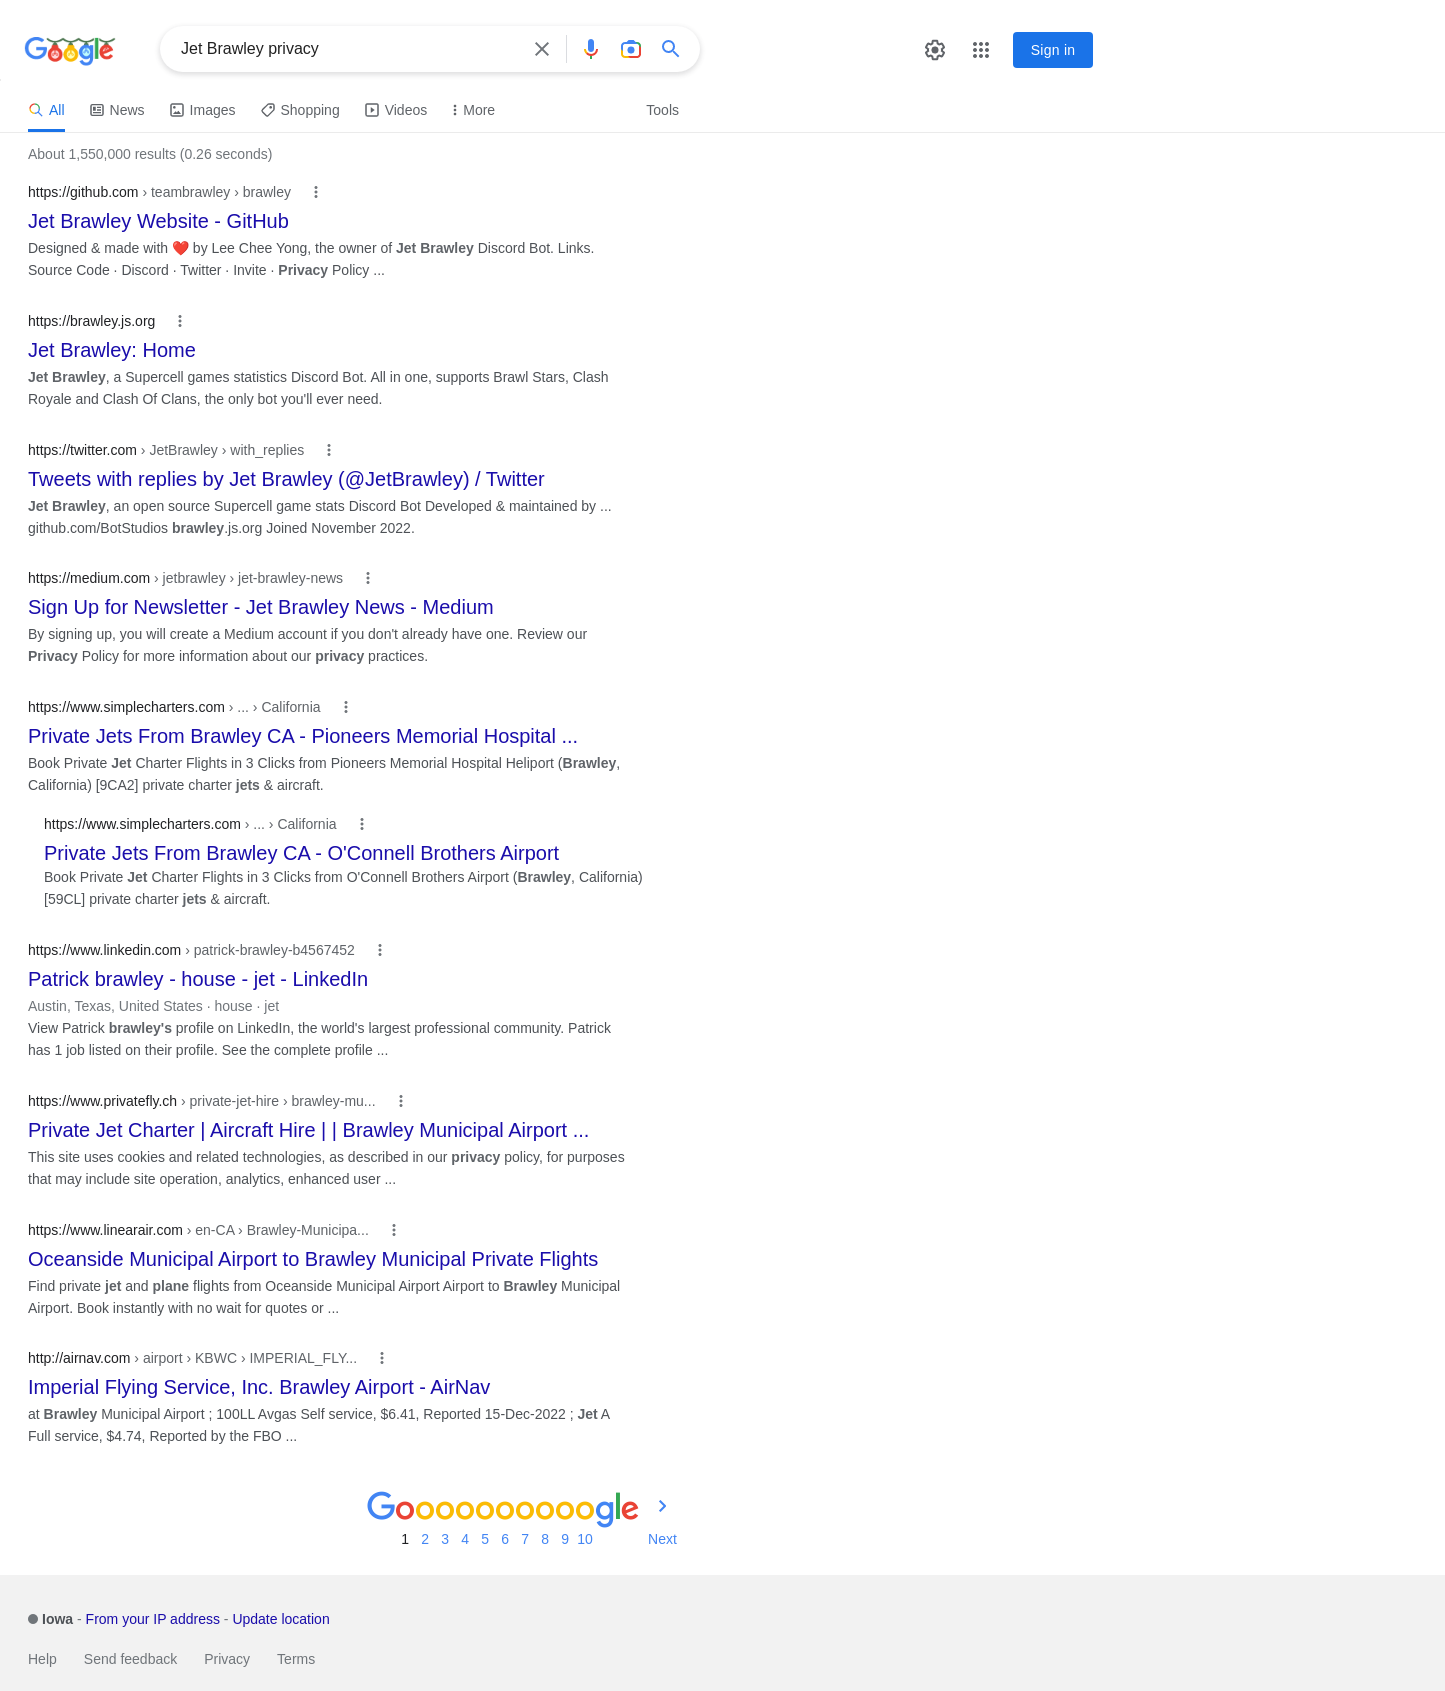 Google
Jet Brawley privacy
Sign in
All News Images Shopping Videos More Tools
About 1,550,000 results (0.26 seconds)
https://github.com › teambrawley › brawley
Jet Brawley Website - GitHub
Designed & made with ❤️ by Lee Chee Yong, the owner of Jet Brawley Discord Bot. Links.
Source Code · Discord · Twitter · Invite · Privacy Policy ...
https://brawley.js.org
Jet Brawley: Home
Jet Brawley, a Supercell games statistics Discord Bot. All in one, supports Brawl Stars, Clash
Royale and Clash Of Clans, the only bot you'll ever need.
https://twitter.com › JetBrawley › with_replies
Tweets with replies by Jet Brawley (@JetBrawley) / Twitter
Jet Brawley, an open source Supercell game stats Discord Bot Developed & maintained by ...
github.com/BotStudios brawley.js.org Joined November 2022.
https://medium.com › jetbrawley › jet-brawley-news
Sign Up for Newsletter - Jet Brawley News - Medium
By signing up, you will create a Medium account if you don't already have one. Review our
Privacy Policy for more information about our privacy practices.
https://www.simplecharters.com › ... › California
Private Jets From Brawley CA - Pioneers Memorial Hospital ...
Book Private Jet Charter Flights in 3 Clicks from Pioneers Memorial Hospital Heliport (Brawley,
California) [9CA2] private charter jets & aircraft.
https://www.simplecharters.com › ... › California
Private Jets From Brawley CA - O'Connell Brothers Airport
Book Private Jet Charter Flights in 3 Clicks from O'Connell Brothers Airport (Brawley, California)
[59CL] private charter jets & aircraft.
https://www.linkedin.com › patrick-brawley-b4567452
Patrick brawley - house - jet - LinkedIn
Austin, Texas, United States · house · jet
View Patrick brawley's profile on LinkedIn, the world's largest professional community. Patrick
has 1 job listed on their profile. See the complete profile ...
https://www.privatefly.ch › private-jet-hire › brawley-mu...
Private Jet Charter | Aircraft Hire | | Brawley Municipal Airport ...
This site uses cookies and related technologies, as described in our privacy policy, for purposes
that may include site operation, analytics, enhanced user ...
https://www.linearair.com › en-CA › Brawley-Municipa...
Oceanside Municipal Airport to Brawley Municipal Private Flights
Find private jet and plane flights from Oceanside Municipal Airport Airport to Brawley Municipal
Airport. Book instantly with no wait for quotes or ...
http://airnav.com › airport › KBWC › IMPERIAL_FLY...
Imperial Flying Service, Inc. Brawley Airport - AirNav
at Brawley Municipal Airport ; 100LL Avgas Self service, $6.41, Reported 15-Dec-2022 ; Jet A
Full service, $4.74, Reported by the FBO ...
Goooooooooogle
1 2 3 4 5 6 7 8 9 10 Next
Iowa - From your IP address - Update location
Help Send feedback Privacy Terms